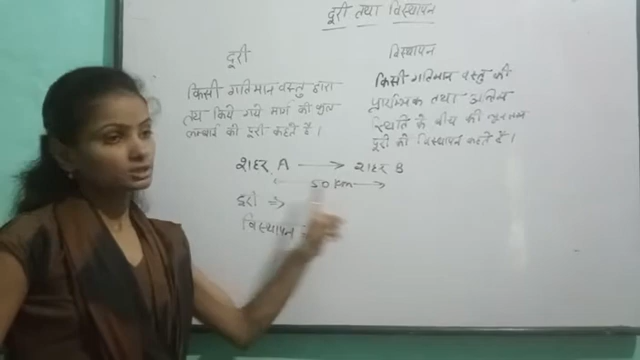 दूरी तथा विस्थापन
दूरी
किसी गतिमान वस्तु द्वारा
तय किये गये मार्ग की कुल
लम्बाई को दूरी कहते हैं।
विस्थापन
किसी गतिमान वस्तु की
प्रारम्भिक तथा अन्तिम
स्थिति के बीच की न्यूनतम
दूरी को विस्थापन कहते हैं।
शहर A → शहर B
50 km
दूरी ⇒
विस्थापन